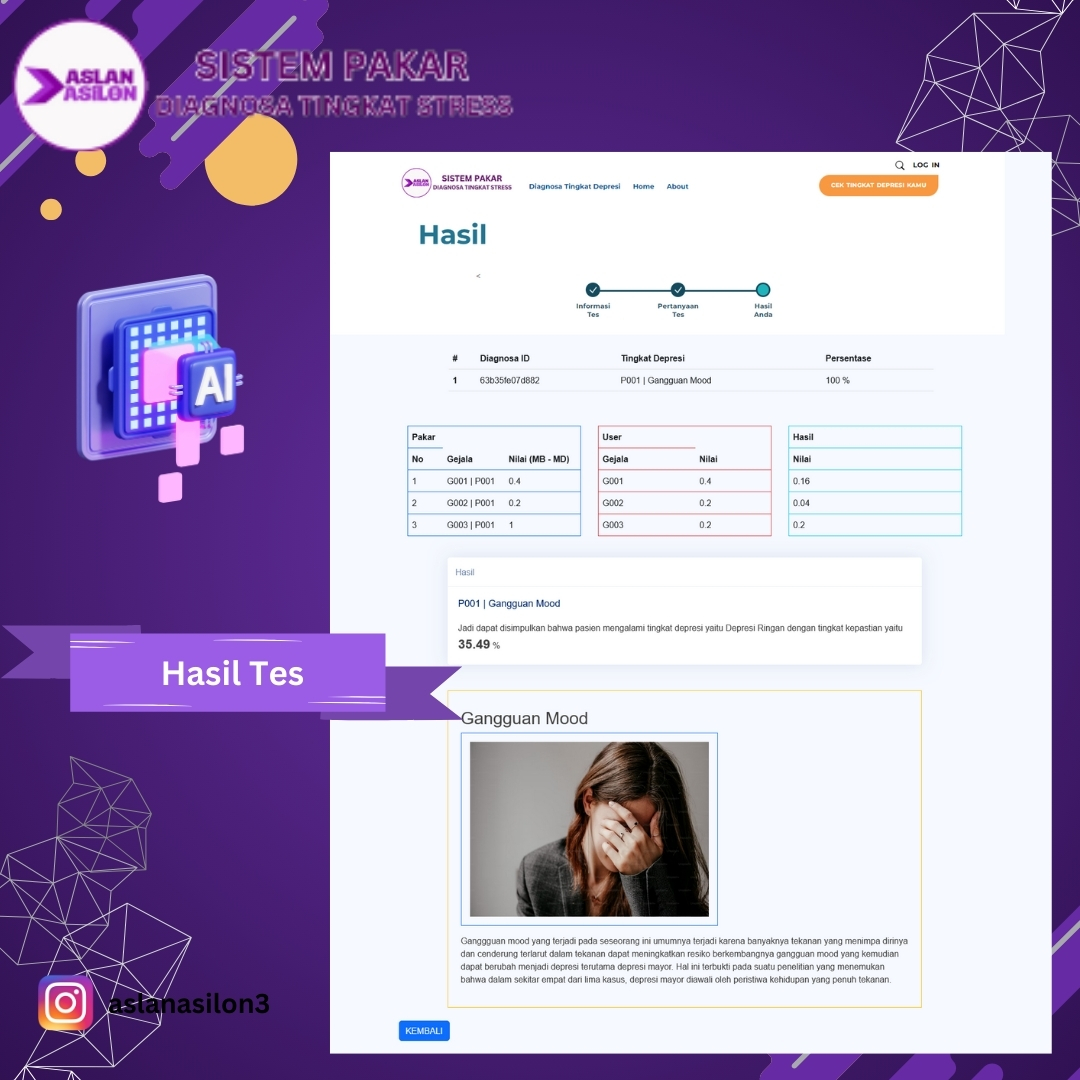 ASLAN
ASILON
SISTEM PAKAR
DIAGNOSA TINGKAT STRESS
ASLAN
ASILON
SISTEM PAKAR
DIAGNOSA TINGKAT STRESS
Diagnosa Tingkat Depresi Home About
LOG IN
CEK TINGKAT DEPRESI KAMU
Hasil
<
Informasi
Tes
Pertanyaan
Tes
Hasil
Anda
# Diagnosa ID Tingkat Depresi Persentase
1 63b35fe07d882 P001 | Gangguan Mood 100 %
Pakar
No Gejala Nilai (MB - MD)
1 G001 | P001 0.4
2 G002 | P001 0.2
3 G003 | P001 1
User
Gejala Nilai
G001 0.4
G002 0.2
G003 0.2
Hasil
Nilai
0.16
0.04
0.2
AI
Hasil
P001 | Gangguan Mood
Jadi dapat disimpulkan bahwa pasien mengalami tingkat depresi yaitu Depresi Ringan dengan tingkat kepastian yaitu
35.49 %
Hasil Tes
Gangguan Mood
Ganggguan mood yang terjadi pada seseorang ini umumnya terjadi karena banyaknya tekanan yang menimpa dirinya
dan cenderung terlarut dalam tekanan dapat meningkatkan resiko berkembangnya gangguan mood yang kemudian
dapat berubah menjadi depresi terutama depresi mayor. Hal ini terbukti pada suatu penelitian yang menemukan
bahwa dalam sekitar empat dari lima kasus, depresi mayor diawali oleh peristiwa kehidupan yang penuh tekanan.
aslanasilon3
KEMBALI